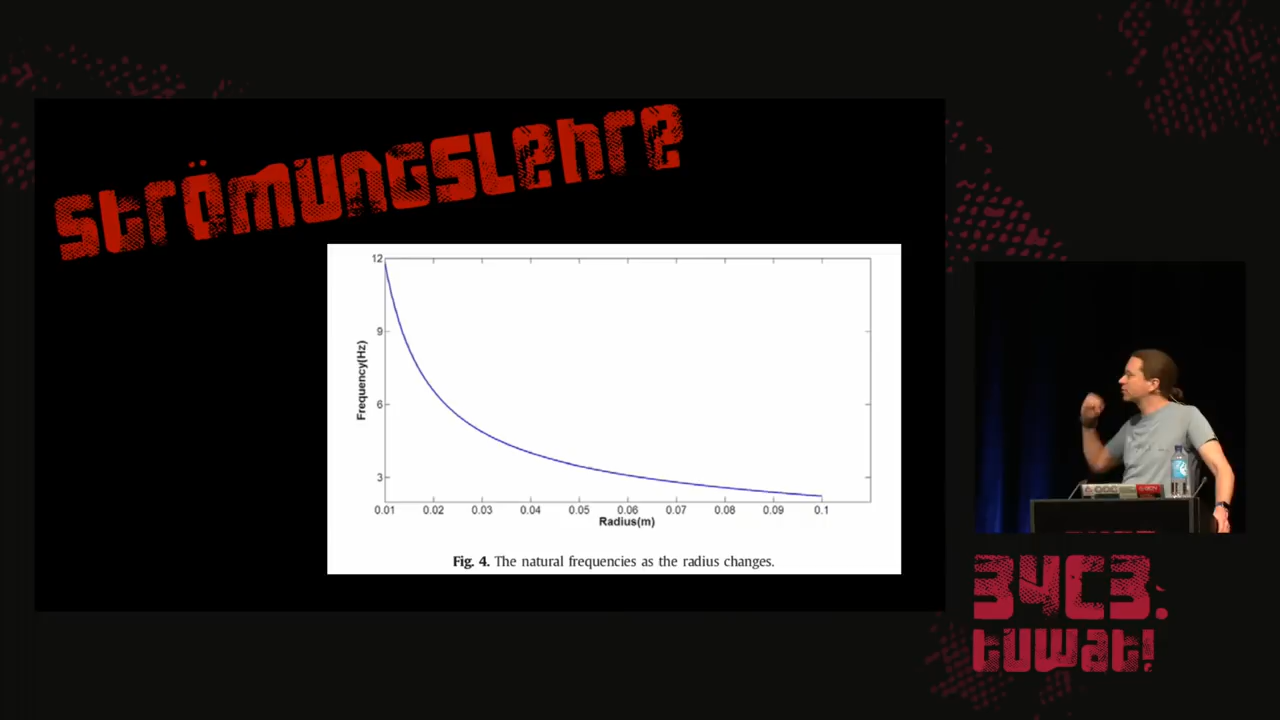 strömungslehre
12
9
6
3
Frequency(Hz)
0.01 0.02 0.03 0.04 0.05 0.06 0.07 0.08 0.09 0.1
Radius(m)
Fig. 4. The natural frequencies as the radius changes.
34C3.
tuwat!